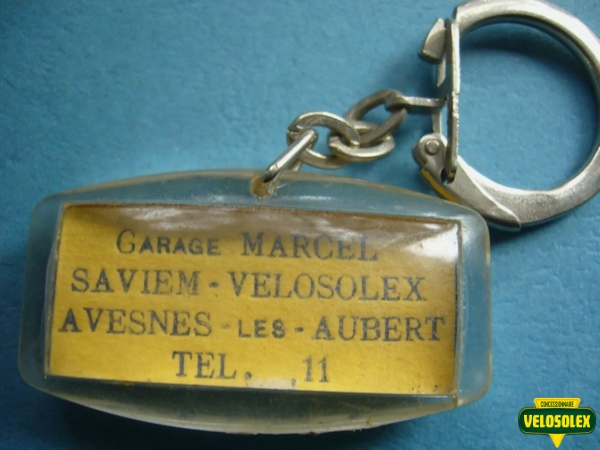 GARAGE MARCEL
SAVIEM - VELOSOLEX
AVESNES - LES - AUBERT
TEL. .11
CONCESSIONNAIRE
VELOSOLEX